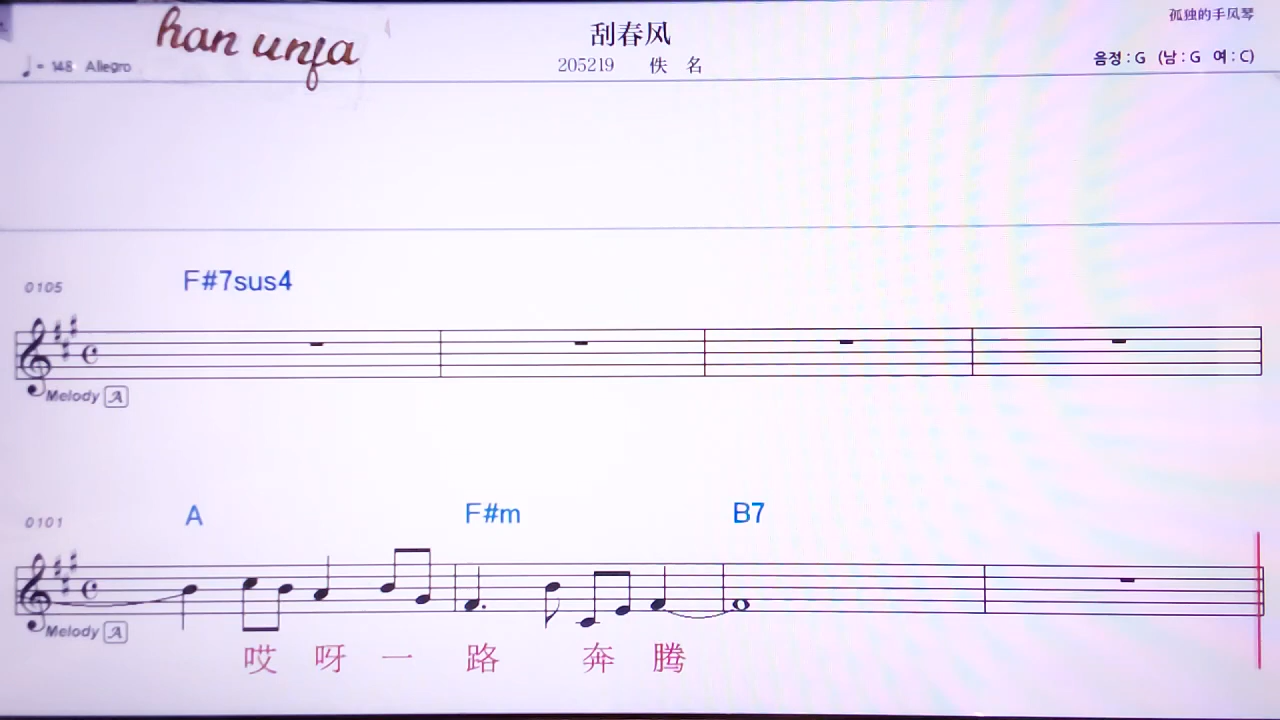 han unfa
刮春风
孤独的手风琴
♩ = 148 Allegro
205219 佚 名
음정 : G (남 : G 여 : C)
0105
F#7sus4
Melody A
0101
A F#m B7
Melody A
哎 呀 一 路 奔 腾